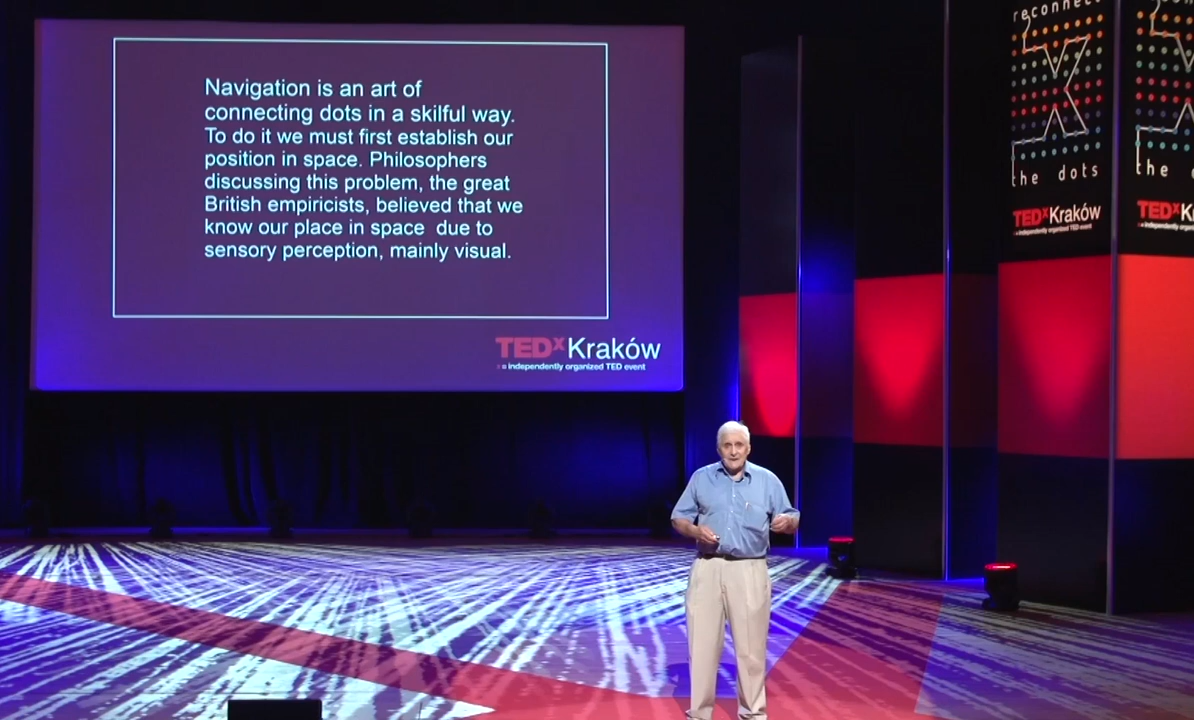 Navigation is an art of
connecting dots in a skilful way.
To do it we must first establish our
position in space. Philosophers
discussing this problem, the great
British empiricists, believed that we
know our place in space due to
sensory perception, mainly visual.
TEDxKraków
x = independently organized TED event
reconnect
the dots
TEDxKraków
x = independently organized TED event
the
TEDxK